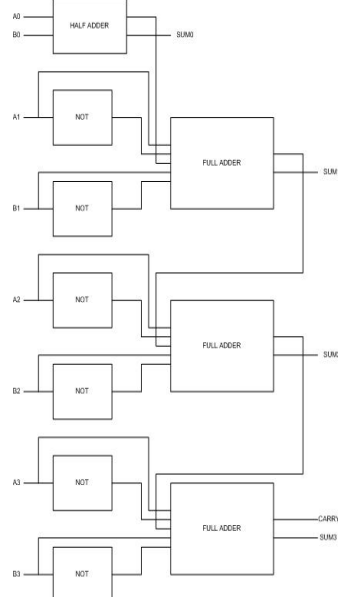 A0
HALF ADDER
B0
SUM0
A1
NOT
FULL ADDER
SUM
B1
NOT
A2
NOT
FULL ADDER
B2
NOT
A3
NOT
CARRY
FULL ADDER
SUM3
B3
NOT